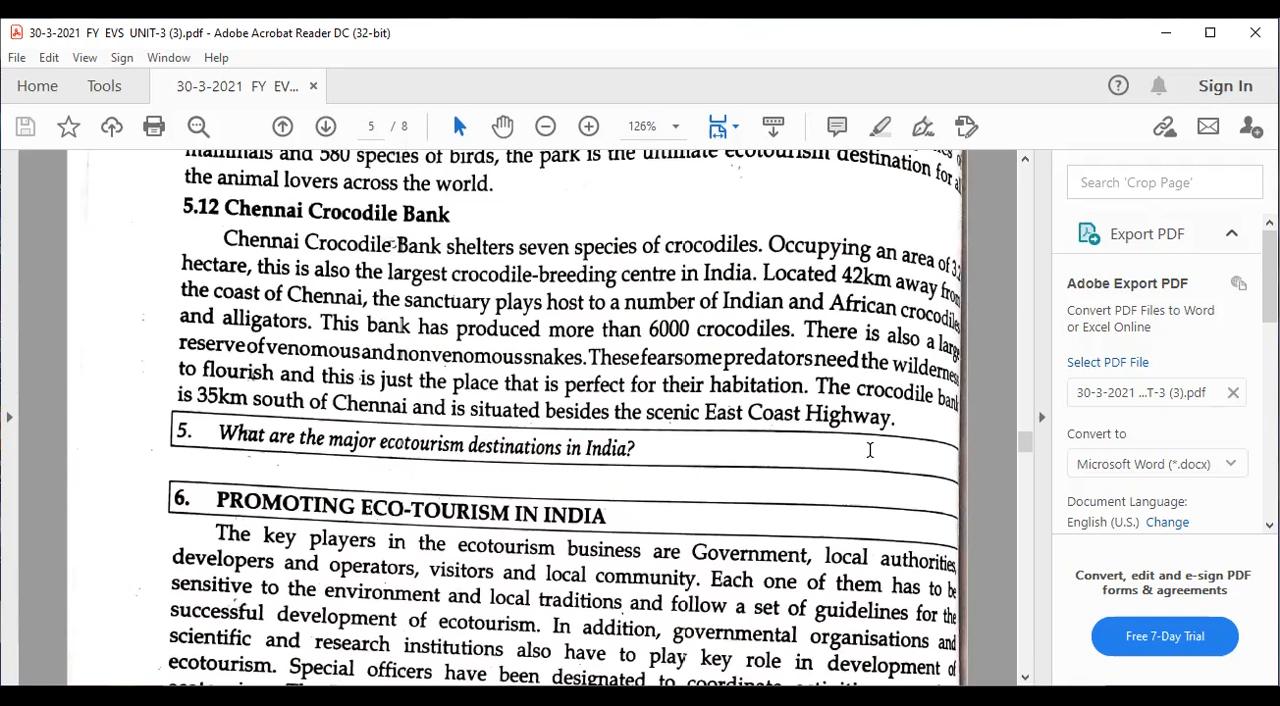 30-3-2021 FY EVS UNIT-3 (3).pdf - Adobe Acrobat Reader DC (32-bit)
File Edit View Sign Window Help
Home Tools 30-3-2021 FY EV... Sign In
5 / 8 126%
mammals and 580 species of birds, the park is the ultimate ecotourism destination for
the animal lovers across the world.
5.12 Chennai Crocodile Bank
Chennai Crocodile Bank shelters seven species of crocodiles. Occupying an area of
hectare, this is also the largest crocodile-breeding centre in India. Located 42km away from
the coast of Chennai, the sanctuary plays host to a number of Indian and African crocodiles
and alligators. This bank has produced more than 6000 crocodiles. There is also a large
reserve of venomous and nonvenomous snakes. These fearsome predators need the wilderness
to flourish and this is just the place that is perfect for their habitation. The crocodile bank
is 35km south of Chennai and is situated besides the scenic East Coast Highway.
5. What are the major ecotourism destinations in India?
6. PROMOTING ECO-TOURISM IN INDIA
The key players in the ecotourism business are Government, local authorities,
developers and operators, visitors and local community. Each one of them has to be
sensitive to the environment and local traditions and follow a set of guidelines for the
successful development of ecotourism. In addition, governmental organisations and
scientific and research institutions also have to play key role in development of
ecotourism. Special officers have been designated to coordinate
Search 'Crop Page'
Export PDF
Adobe Export PDF
Convert PDF Files to Word
or Excel Online
Select PDF File
30-3-2021 ...T-3 (3).pdf
Convert to
Microsoft Word (*.docx)
Document Language:
English (U.S.) Change
Convert, edit and e-sign PDF
forms & agreements
Free 7-Day Trial